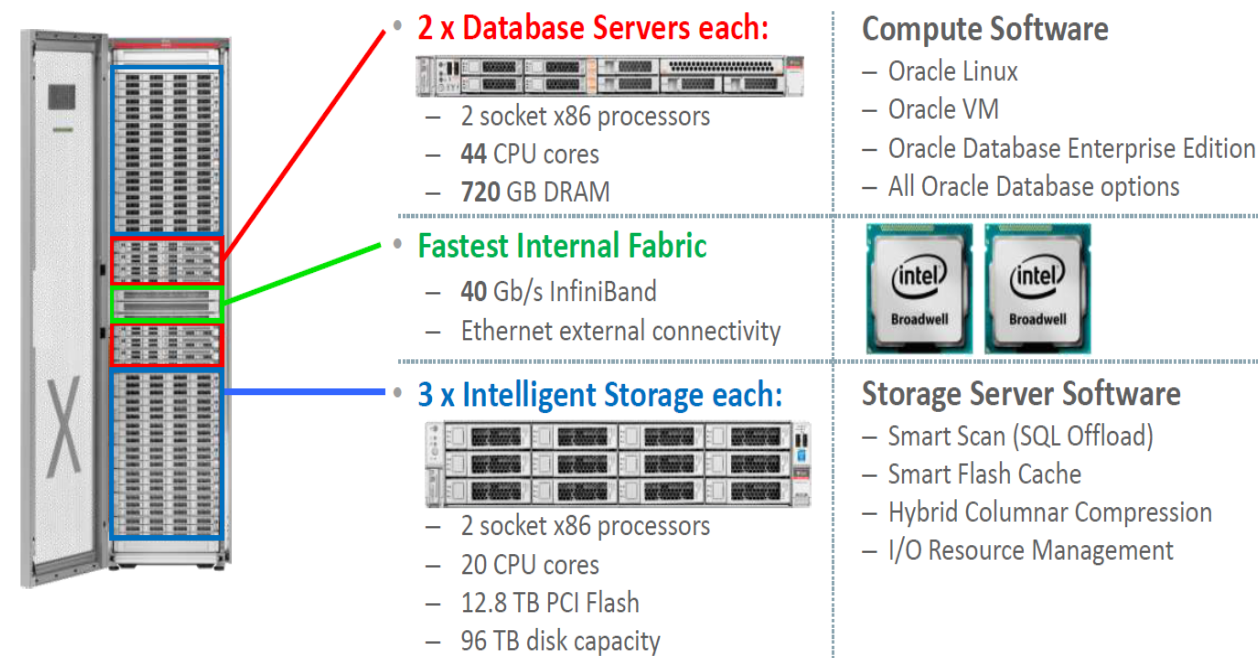 2 x Database Servers each:
– 2 socket x86 processors
– 44 CPU cores
– 720 GB DRAM
Compute Software
– Oracle Linux
– Oracle VM
– Oracle Database Enterprise Edition
– All Oracle Database options
Fastest Internal Fabric
– 40 Gb/s InfiniBand
– Ethernet external connectivity
intel
Broadwell
intel
Broadwell
3 x Intelligent Storage each:
– 2 socket x86 processors
– 20 CPU cores
– 12.8 TB PCI Flash
– 96 TB disk capacity
Storage Server Software
– Smart Scan (SQL Offload)
– Smart Flash Cache
– Hybrid Columnar Compression
– I/O Resource Management
X